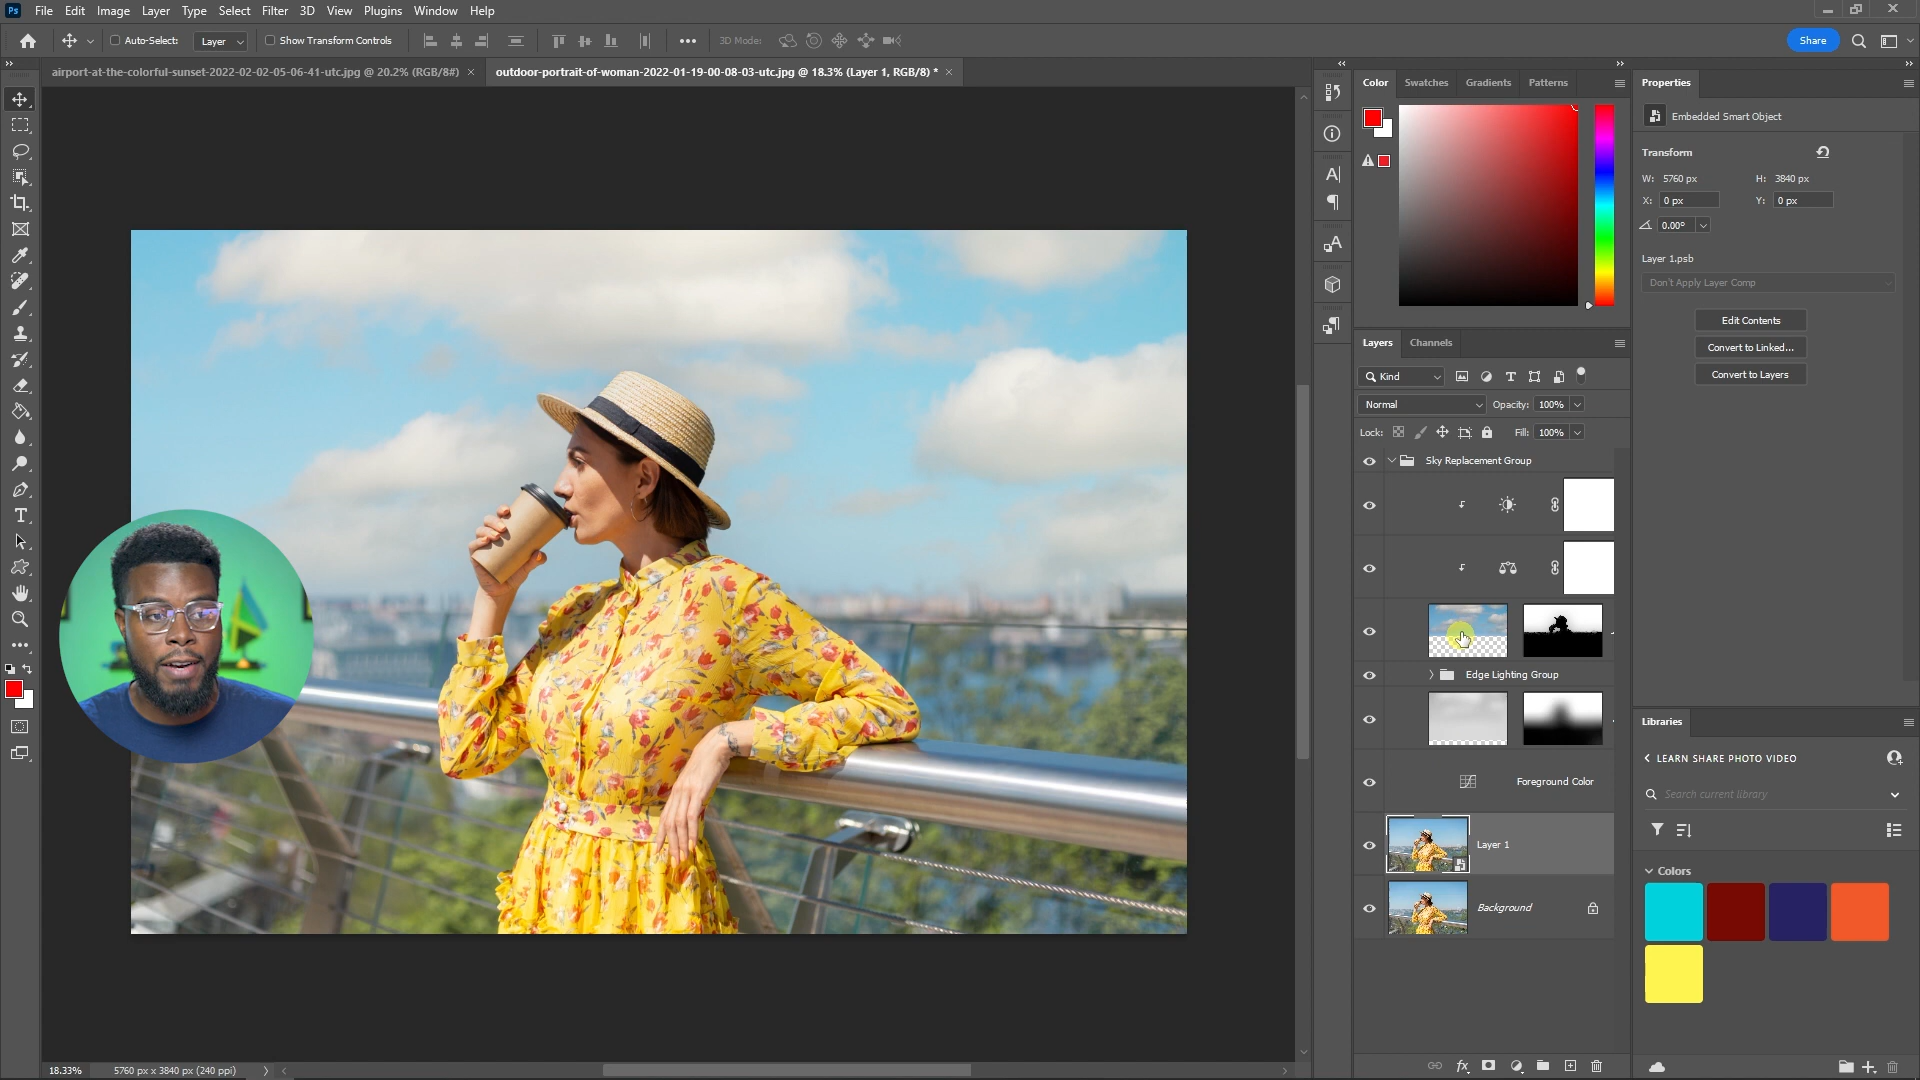 Ps File Edit Image Layer Type Select Filter 3D View Plugins Window Help
Auto-Select: Layer Show Transform Controls 3D Mode: Share
airport-at-the-colorful-sunset-2022-02-02-05-06-41-utc.jpg @ 20.2% (RGB/8#) outdoor-portrait-of-woman-2022-01-19-00-08-03-utc.jpg @ 18.3% (Layer 1, RGB/8) *
Color Swatches Gradients Patterns
Properties
Embedded Smart Object
Transform
W: 5760 px H: 3840 px
X: 0 px Y: 0 px
0.00°
Layer 1.psb
Don't Apply Layer Comp
Edit Contents
Convert to Linked...
Convert to Layers
Layers Channels
Kind
Normal Opacity: 100%
Lock: Fill: 100%
Sky Replacement Group
Edge Lighting Group
Foreground Color
Layer 1
Background
Libraries
LEARN SHARE PHOTO VIDEO
Search current library
Colors
18.33% 5760 px x 3840 px (240 ppi)